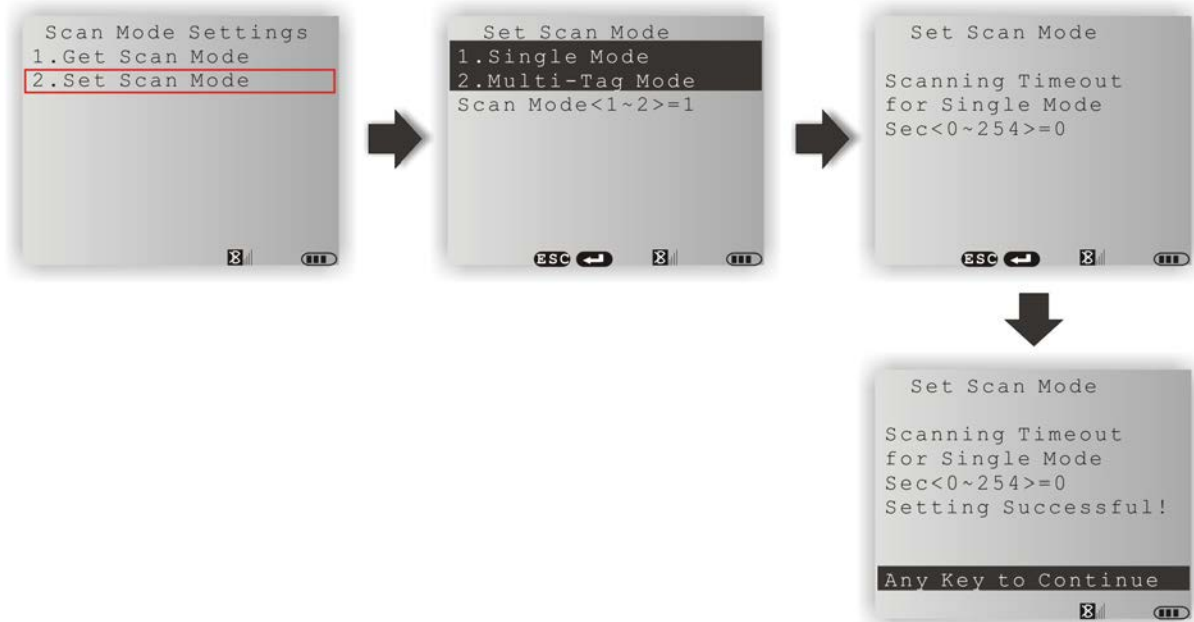 Scan Mode Settings
1.Get Scan Mode
2.Set Scan Mode
Set Scan Mode
1.Single Mode
2.Multi-Tag Mode
Scan Mode<1~2>=1
ESC
Set Scan Mode
Scanning Timeout
for Single Mode
Sec<0~254>=0
ESC
Set Scan Mode
Scanning Timeout
for Single Mode
Sec<0~254>=0
Setting Successful!
Any Key to Continue